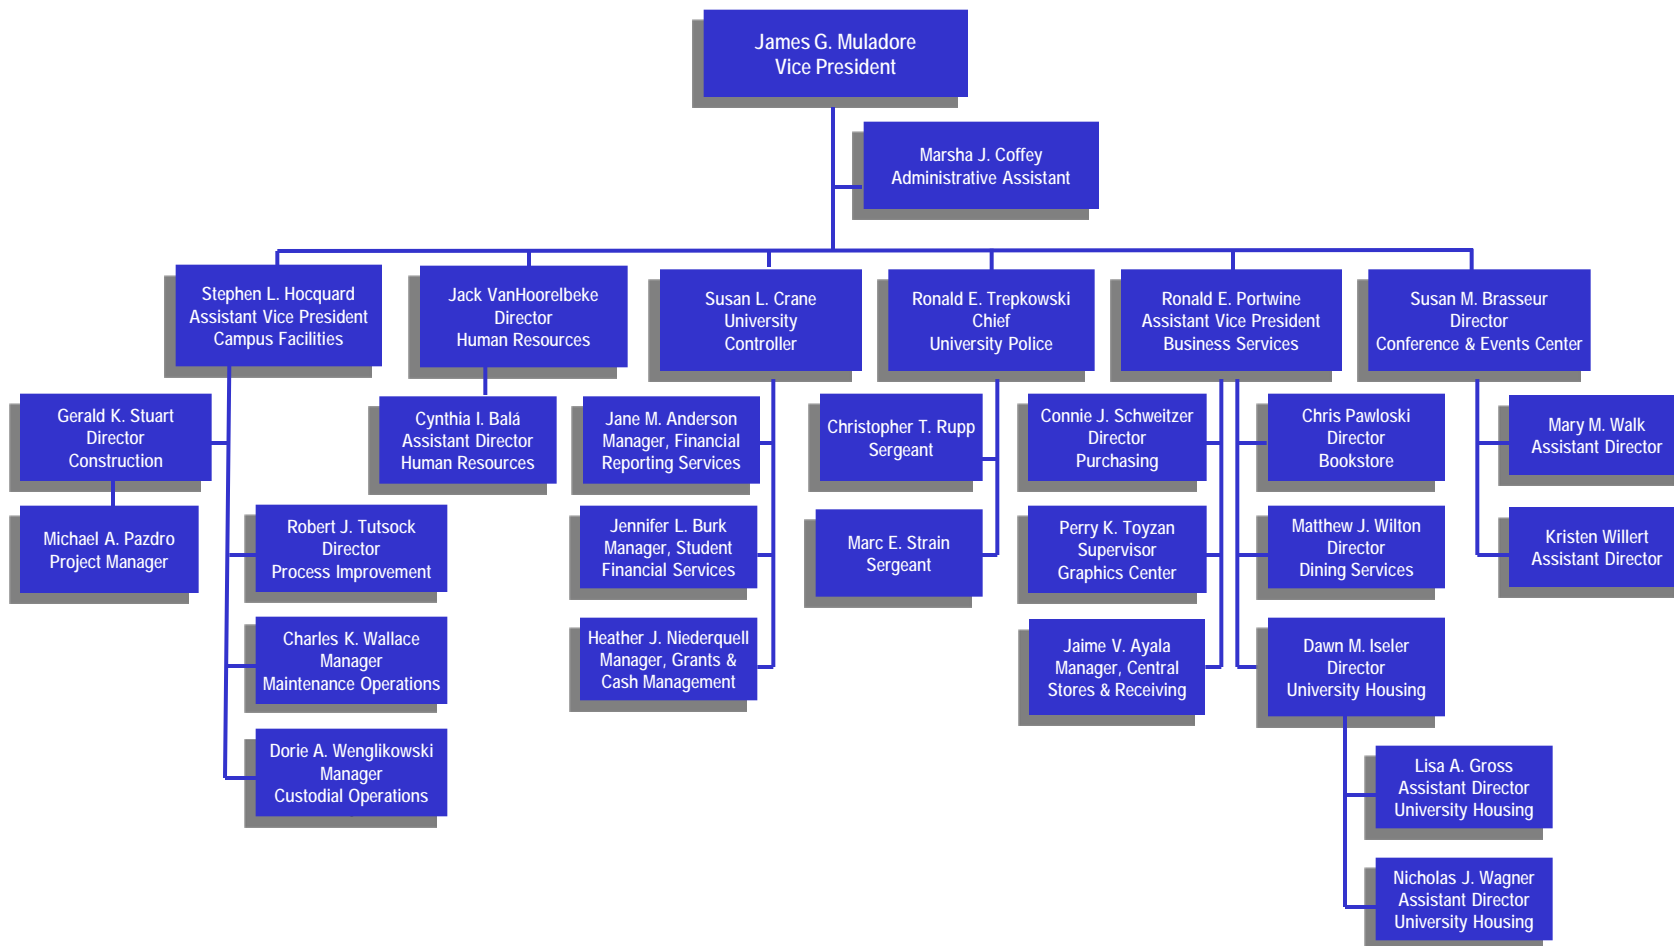 James G. Muladore
Vice President
Marsha J. Coffey
Administrative Assistant
Stephen L. Hocquard
Assistant Vice President
Campus Facilities
Jack VanHoorelbeke
Director
Human Resources
Susan L. Crane
University
Controller
Ronald E. Trepkowski
Chief
University Police
Ronald E. Portwine
Assistant Vice President
Business Services
Susan M. Brasseur
Director
Conference & Events Center
Gerald K. Stuart
Director
Construction
Cynthia I. Balá
Assistant Director
Human Resources
Jane M. Anderson
Manager, Financial
Reporting Services
Christopher T. Rupp
Sergeant
Connie J. Schweitzer
Director
Purchasing
Chris Pawloski
Director
Bookstore
Mary M. Walk
Assistant Director
Michael A. Pazdro
Project Manager
Robert J. Tutsock
Director
Process Improvement
Jennifer L. Burk
Manager, Student
Financial Services
Marc E. Strain
Sergeant
Perry K. Toyzan
Supervisor
Graphics Center
Matthew J. Wilton
Director
Dining Services
Kristen Willert
Assistant Director
Charles K. Wallace
Manager
Maintenance Operations
Heather J. Niederquell
Manager, Grants &
Cash Management
Jaime V. Ayala
Manager, Central
Stores & Receiving
Dawn M. Iseler
Director
University Housing
Dorie A. Wenglikowski
Manager
Custodial Operations
Lisa A. Gross
Assistant Director
University Housing
Nicholas J. Wagner
Assistant Director
University Housing